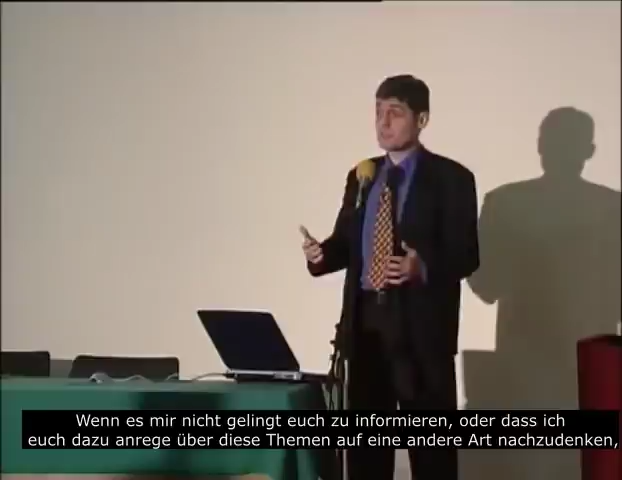 Wenn es mir nicht gelingt euch zu informieren, oder dass ich
euch dazu anrege über diese Themen auf eine andere Art nachzudenken,